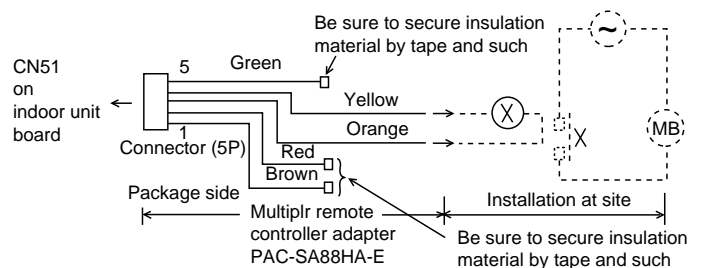 Be sure to secure insulation
material by tape and such
CN51
on
indoor unit
board
5
Green
Yellow
X
Orange
X
MB
~
1
Connector (5P)
Red
Brown
Package side
Installation at site
Multiplr remote
controller adapter
PAC-SA88HA-E
Be sure to secure insulation
material by tape and such